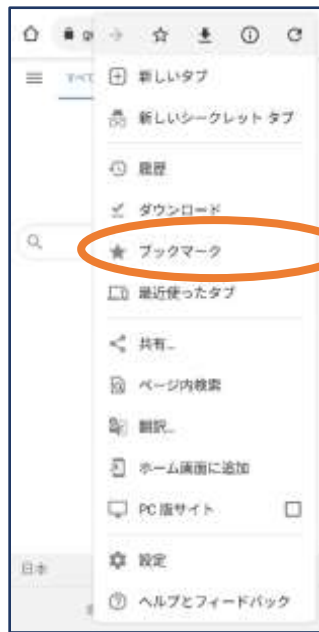 新しいタブ
新しいシークレット タブ
履歴
ダウンロード
ブックマーク
最近使ったタブ
共有...
ページ内検索
翻訳...
ホーム画面に追加
PC 版サイト
日本
設定
ヘルプとフィードバック